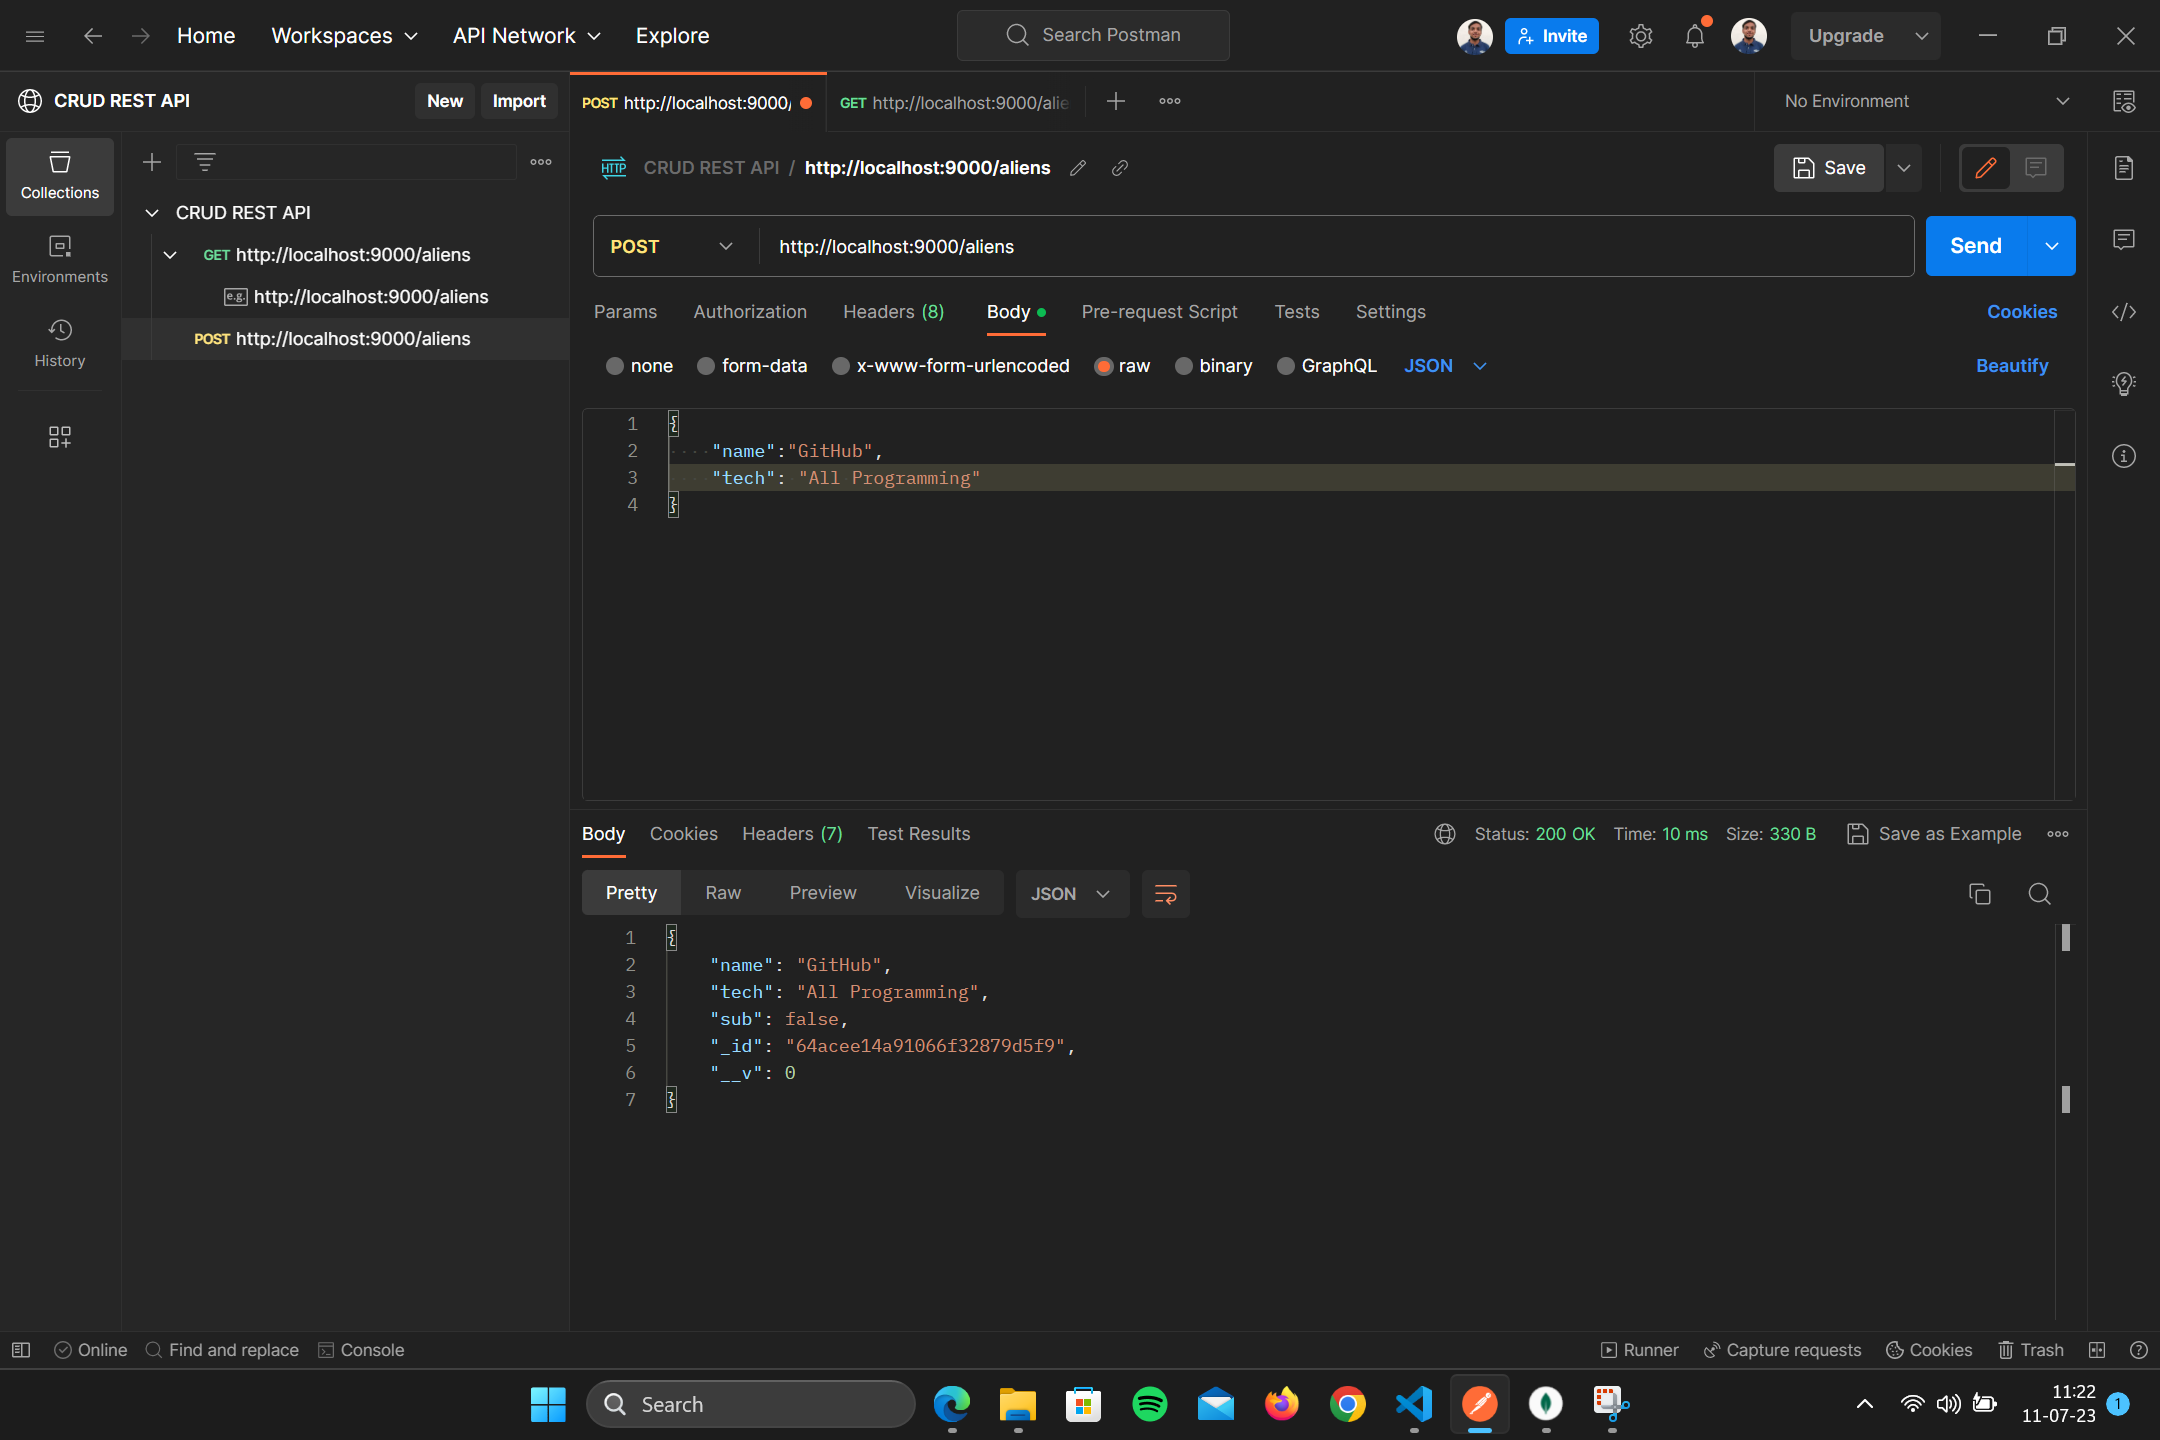 Home Workspaces API Network Explore Search Postman Invite Upgrade
CRUD REST API New Import POST http://localhost:9000/ GET http://localhost:9000/alie No Environment
CRUD REST API / http://localhost:9000/aliens Save
Collections
CRUD REST API
GET http://localhost:9000/aliens
e.g. http://localhost:9000/aliens
POST http://localhost:9000/aliens
Environments
History
HTTP
POST http://localhost:9000/aliens Send
Params Authorization Headers (8) Body Pre-request Script Tests Settings Cookies
none form-data x-www-form-urlencoded raw binary GraphQL JSON Beautify
1 {
2 "name":"GitHub",
3 "tech": "All Programming"
4 }
Body Cookies Headers (7) Test Results Status: 200 OK Time: 10 ms Size: 330 B Save as Example
Pretty Raw Preview Visualize JSON
1 {
2 "name": "GitHub",
3 "tech": "All Programming",
4 "sub": false,
5 "_id": "64acee14a91066f32879d5f9",
6 "__v": 0
7 }
Online Find and replace Console Runner Capture requests Cookies Trash
Search 11:22
11-07-23 1